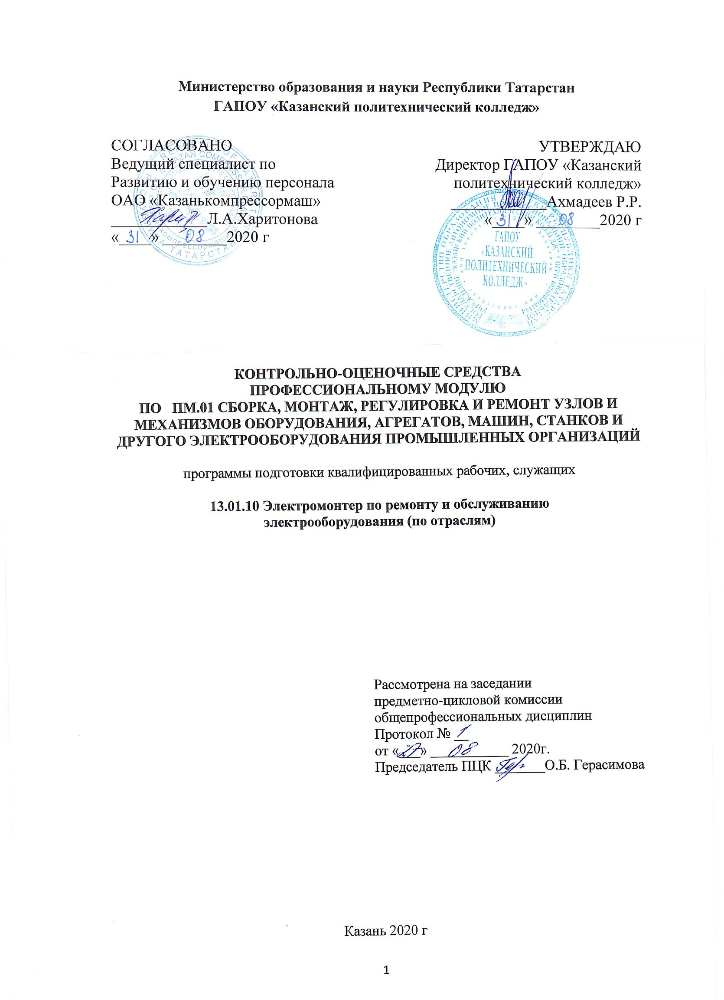 Министерство образования и науки Республики Татарстан
ГАПОУ «Казанский политехнический колледж»
СОГЛАСОВАНО
Ведущий специалист по
Развитию и обучению персонала
ОАО «Казанькомпрессормаш»
____________Л.А.Харитонова
«31» 08 2020 г
УТВЕРЖДАЮ
Директор ГАПОУ «Казанский
политехнический колледж»
____________Ахмадеев Р.Р.
«31» 08 2020 г
ГАПОУ
«КАЗАНСКИЙ
ПОЛИТЕХНИЧЕСКИЙ
КОЛЛЕДЖ»
КОНТРОЛЬНО-ОЦЕНОЧНЫЕ СРЕДСТВА
ПРОФЕССИОНАЛЬНОМУ МОДУЛЮ
ПО ПМ.01 СБОРКА, МОНТАЖ, РЕГУЛИРОВКА И РЕМОНТ УЗЛОВ И
МЕХАНИЗМОВ ОБОРУДОВАНИЯ, АГРЕГАТОВ, МАШИН, СТАНКОВ И
ДРУГОГО ЭЛЕКТРООБОРУДОВАНИЯ ПРОМЫШЛЕННЫХ ОРГАНИЗАЦИЙ
программы подготовки квалифицированных рабочих, служащих
13.01.10 Электромонтер по ремонту и обслуживанию
электрооборудования (по отраслям)
Рассмотрена на заседании
предметно-цикловой комиссии
общепрофессиональных дисциплин
Протокол № 1
от «27» 08 2020г.
Председатель ПЦК _______О.Б. Герасимова
Казань 2020 г
1